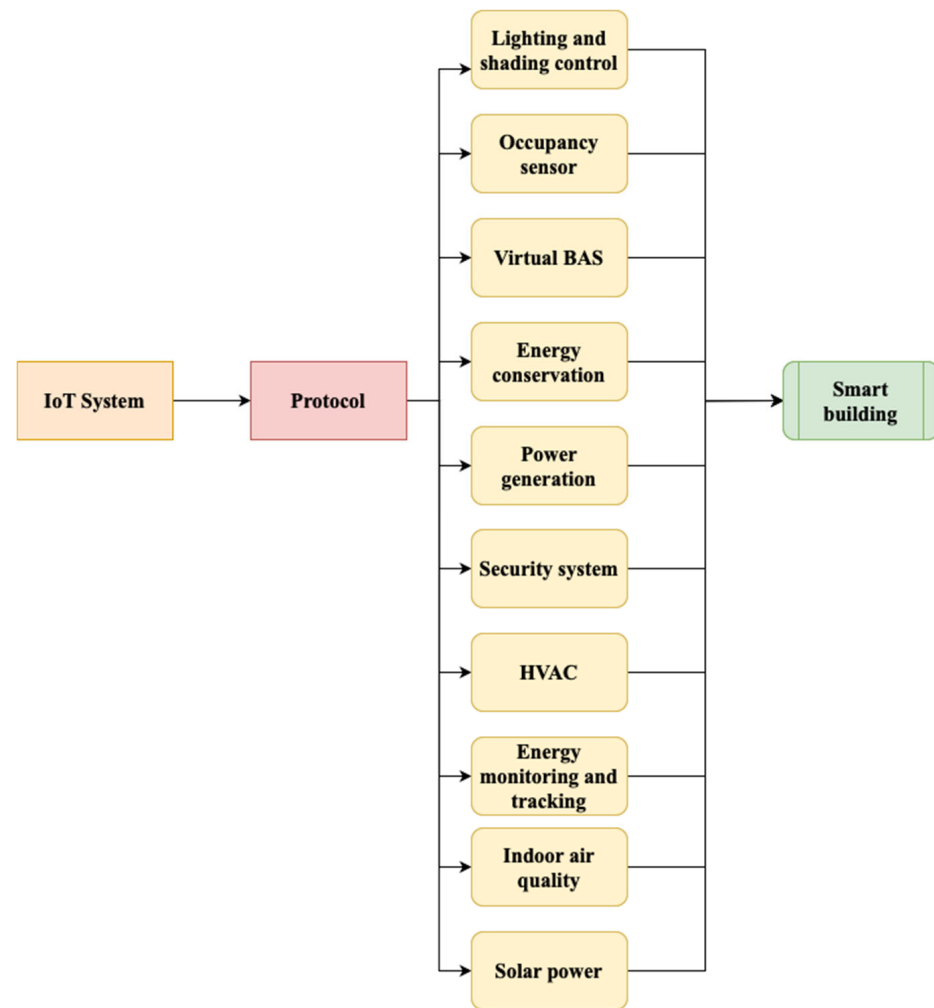 Lighting and
shading control
Occupancy
sensor
Virtual BAS
Energy
conservation
IoT System
Protocol
Smart
building
Power
generation
Security system
HVAC
Energy
monitoring and
tracking
Indoor air
quality
Solar power